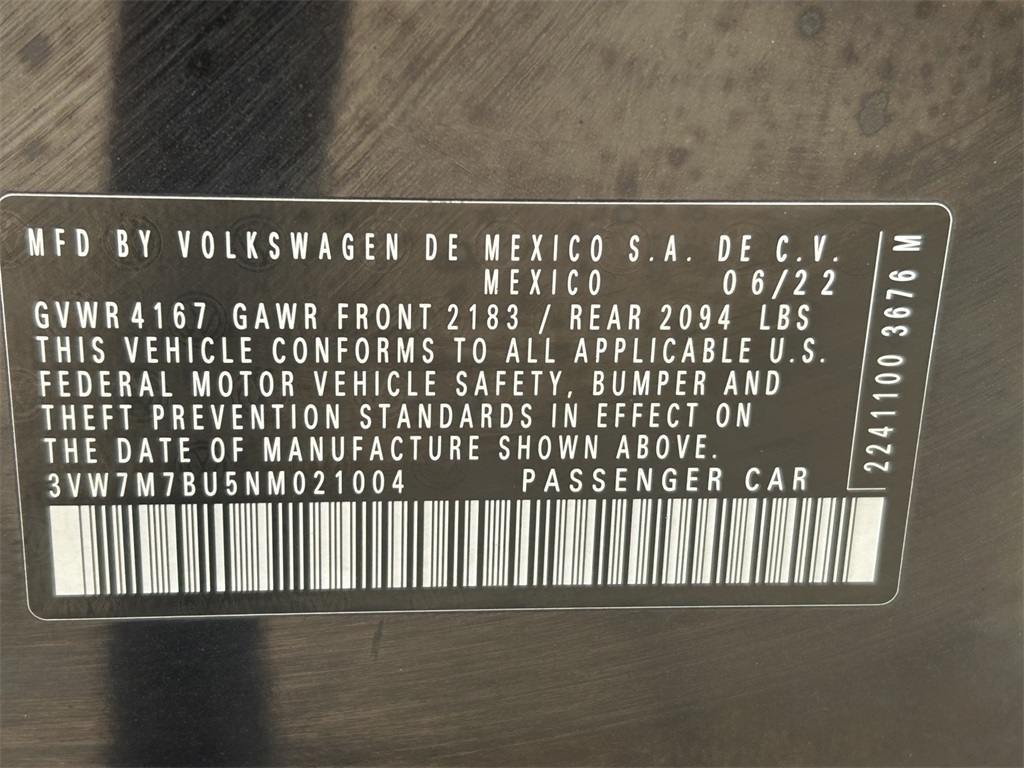 MFD BY VOLKSWAGEN DE MEXICO S.A. DE C.V.
MEXICO 06/22
GVWR 4167 GAWR FRONT 2183 / REAR 2094 LBS
THIS VEHICLE CONFORMS TO ALL APPLICABLE U.S.
FEDERAL MOTOR VEHICLE SAFETY, BUMPER AND
THEFT PREVENTION STANDARDS IN EFFECT ON
THE DATE OF MANUFACTURE SHOWN ABOVE.
3VW7M7BU5NM021004 PASSENGER CAR
2241100 3676 M